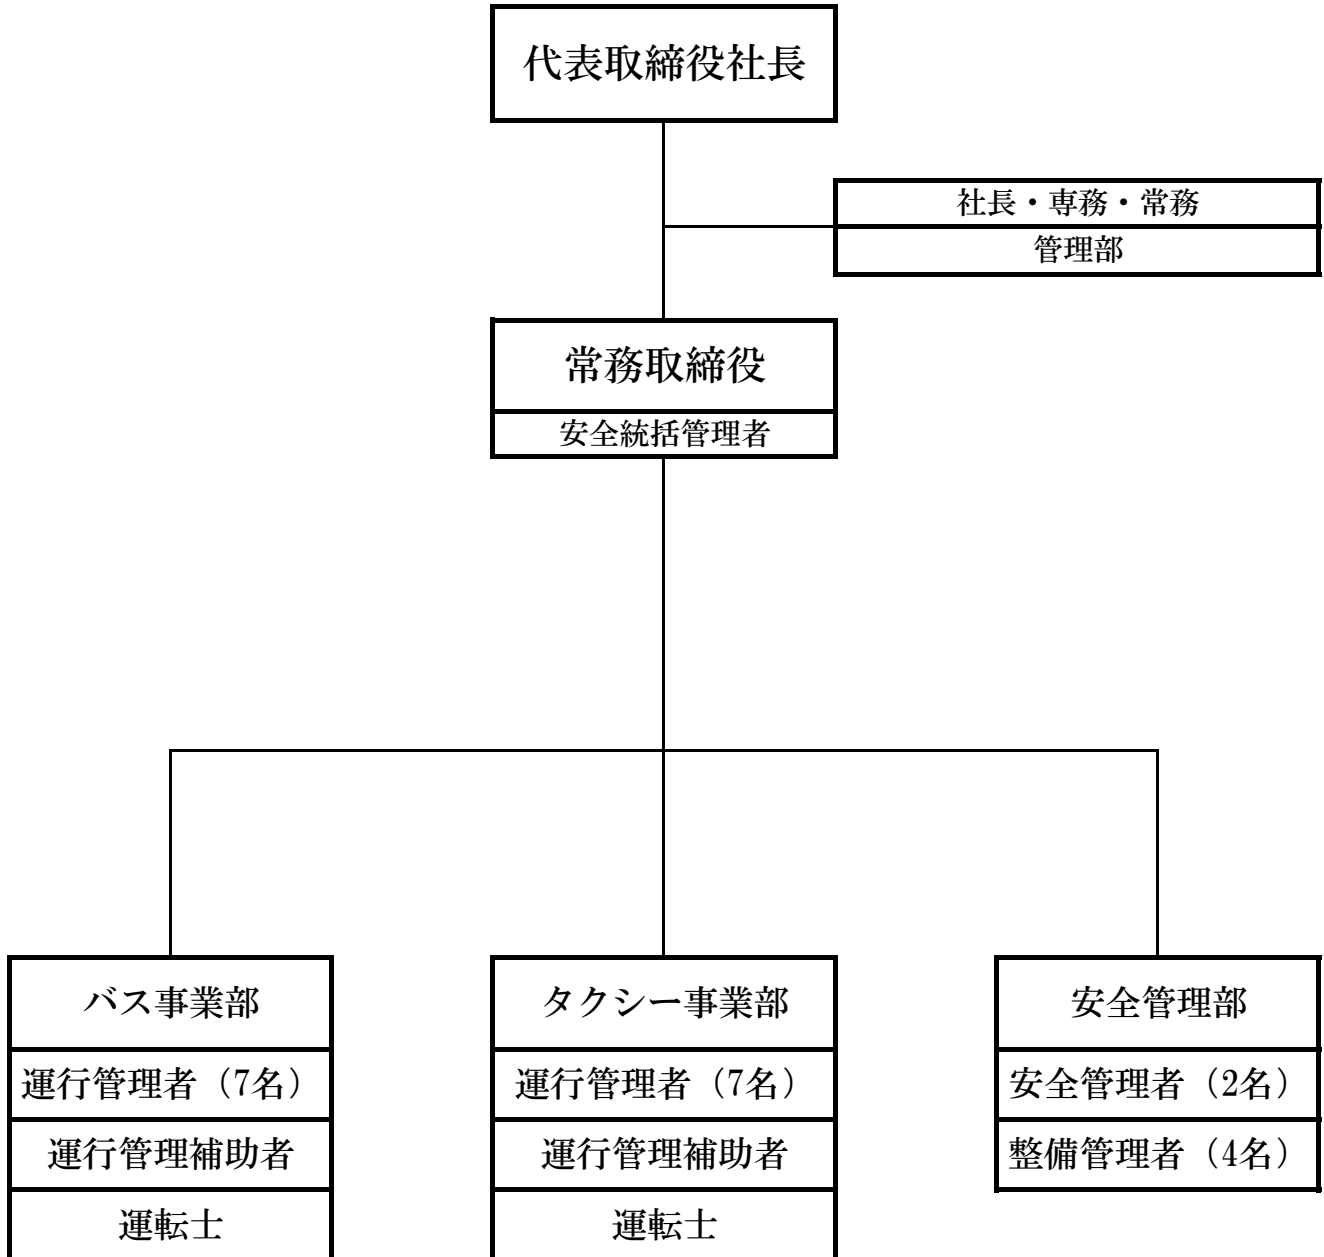 代表取締役社長
社長・専務・常務
管理部
常務取締役
安全統括管理者
バス事業部
運行管理者（7名）
運行管理補助者
運転士
タクシー事業部
運行管理者（7名）
運行管理補助者
運転士
安全管理部
安全管理者（2名）
整備管理者（4名）